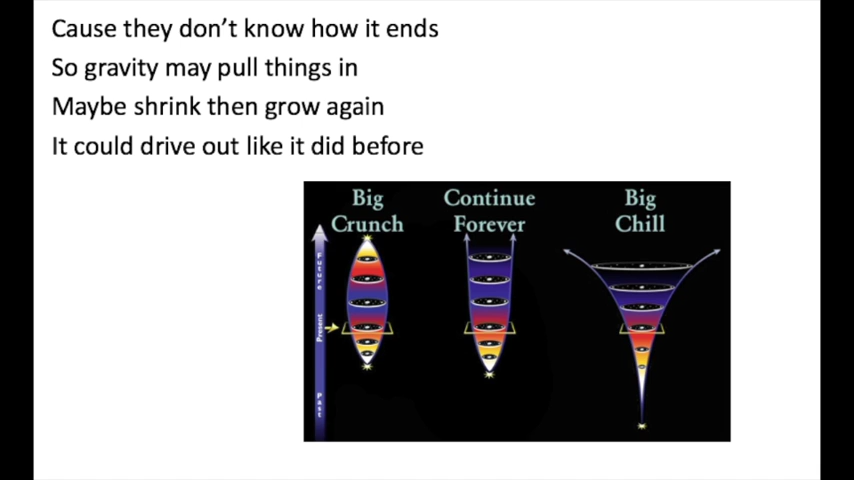 Cause they don't know how it ends
So gravity may pull things in
Maybe shrink then grow again
It could drive out like it did before
Big
Crunch
Continue
Forever
Big
Chill
Future
Present
Past